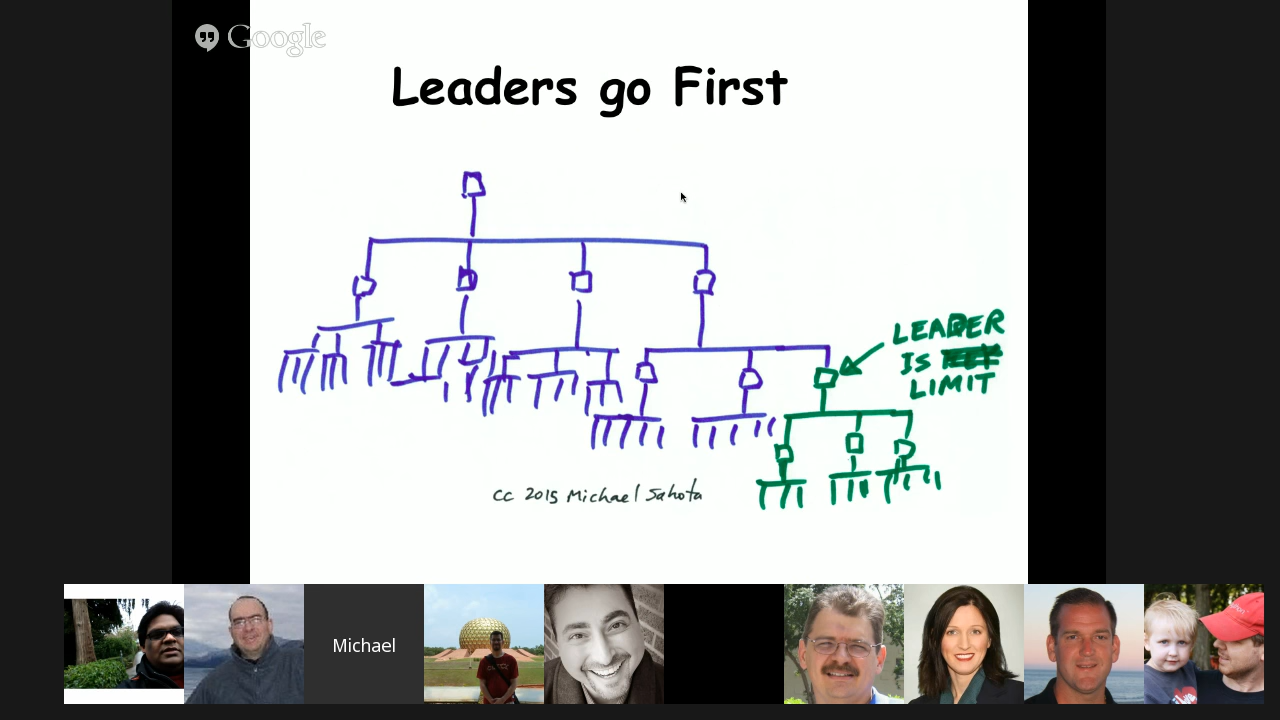 Google
Leaders go First
LEADER
IS
LIMIT
CC 2015 Michael Sahota
Michael